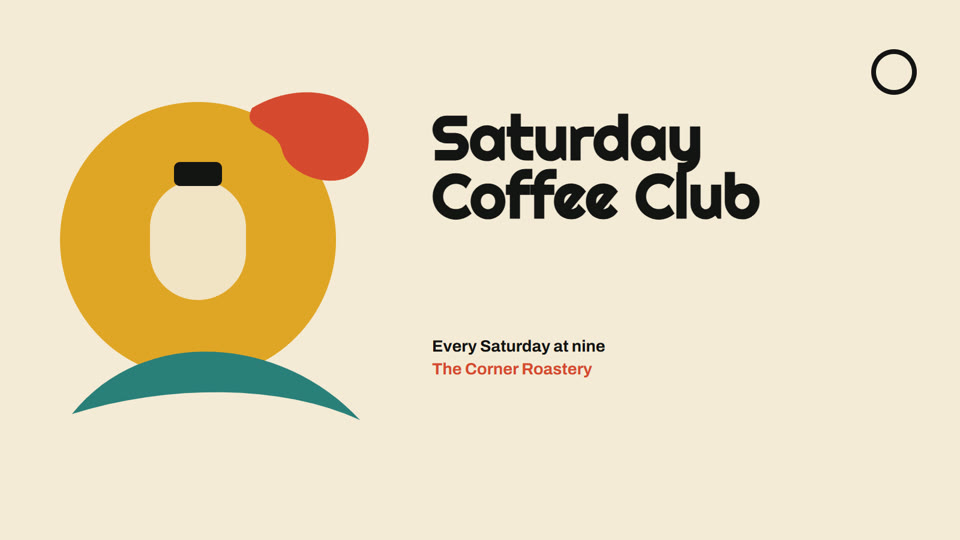 Saturday
Coffee Club
Every Saturday at nine
The Corner Roastery